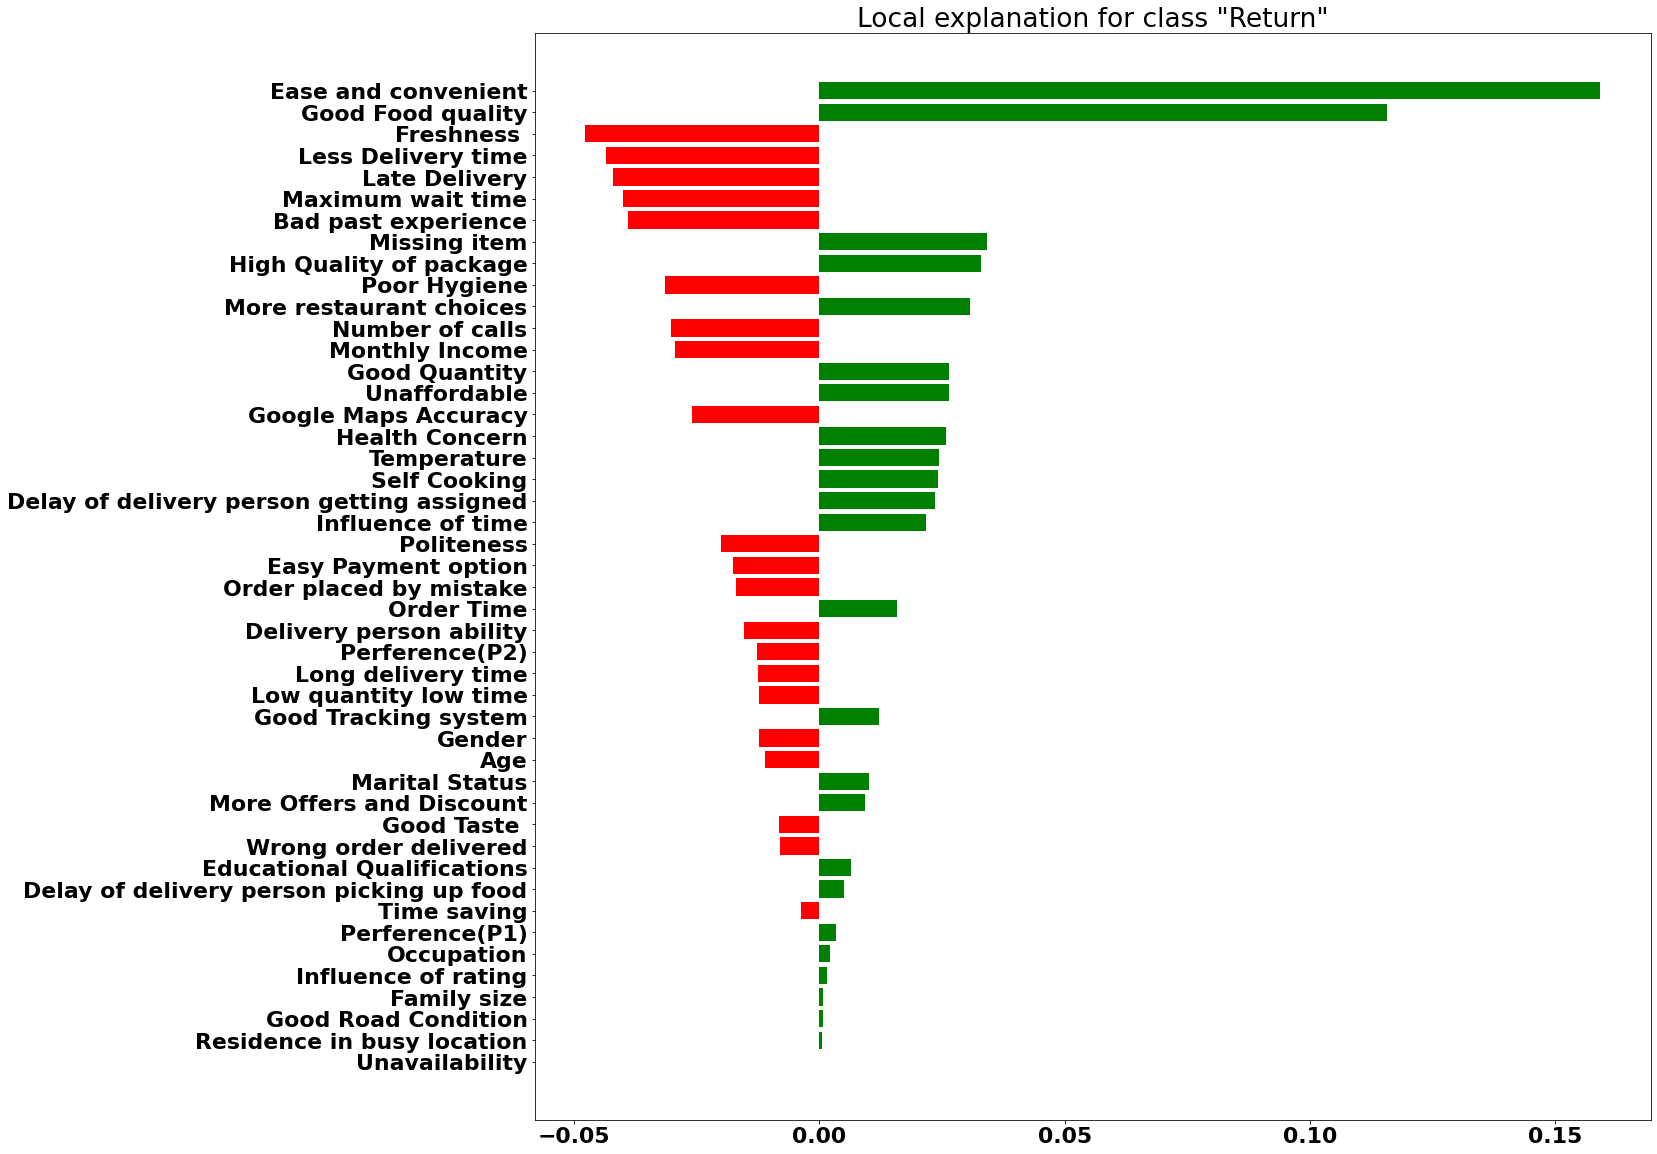 Local explanation for class "Return"
Ease and convenient
Good Food quality
Freshness
Less Delivery time
Late Delivery
Maximum wait time
Bad past experience
Missing item
High Quality of package
Poor Hygiene
More restaurant choices
Number of calls
Monthly Income
Good Quantity
Unaffordable
Google Maps Accuracy
Health Concern
Temperature
Self Cooking
Delay of delivery person getting assigned
Influence of time
Politeness
Easy Payment option
Order placed by mistake
Order Time
Delivery person ability
Perference(P2)
Long delivery time
Low quantity low time
Good Tracking system
Gender
Age
Marital Status
More Offers and Discount
Good Taste
Wrong order delivered
Educational Qualifications
Delay of delivery person picking up food
Time saving
Perference(P1)
Occupation
Influence of rating
Family size
Good Road Condition
Residence in busy location
Unavailability
−0.05 0.00 0.05 0.10 0.15